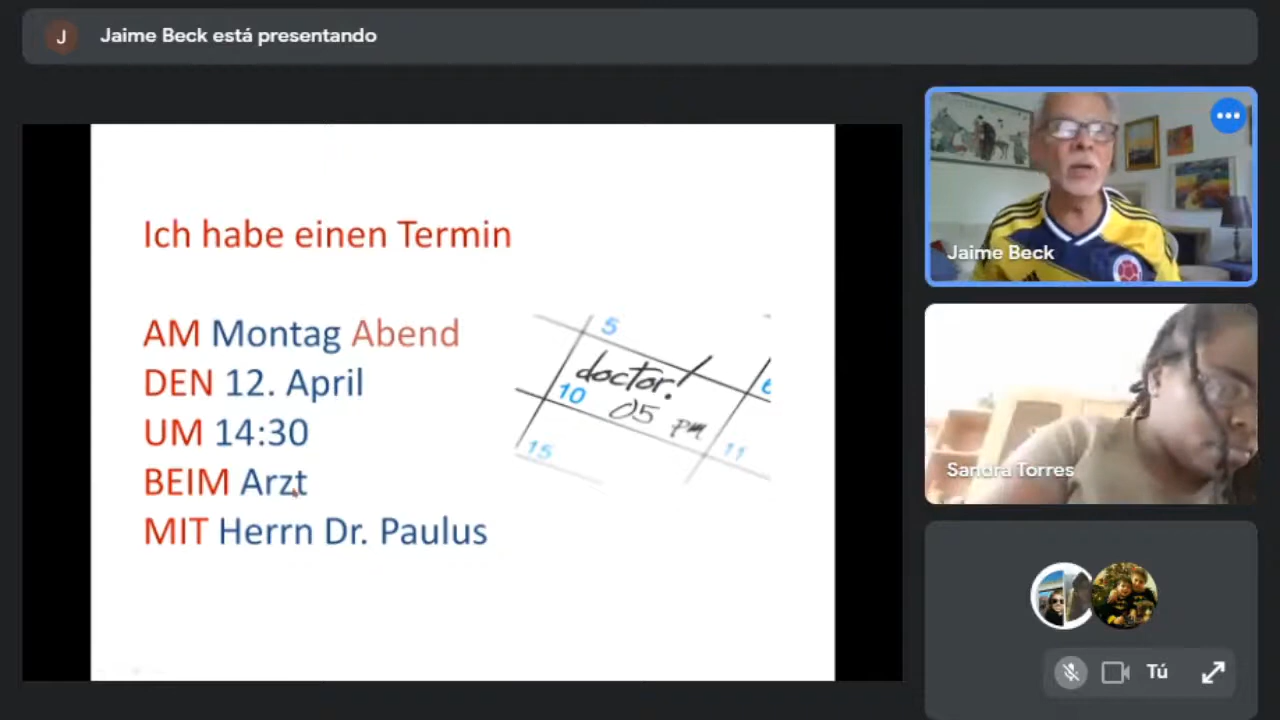 J Jaime Beck está presentando
Ich habe einen Termin
AM Montag Abend
DEN 12. April
UM 14:30
BEIM Arzt
MIT Herrn Dr. Paulus
5
doctor!
6
10 05 pm
15
11
Jaime Beck
Sandra Torres
Tú